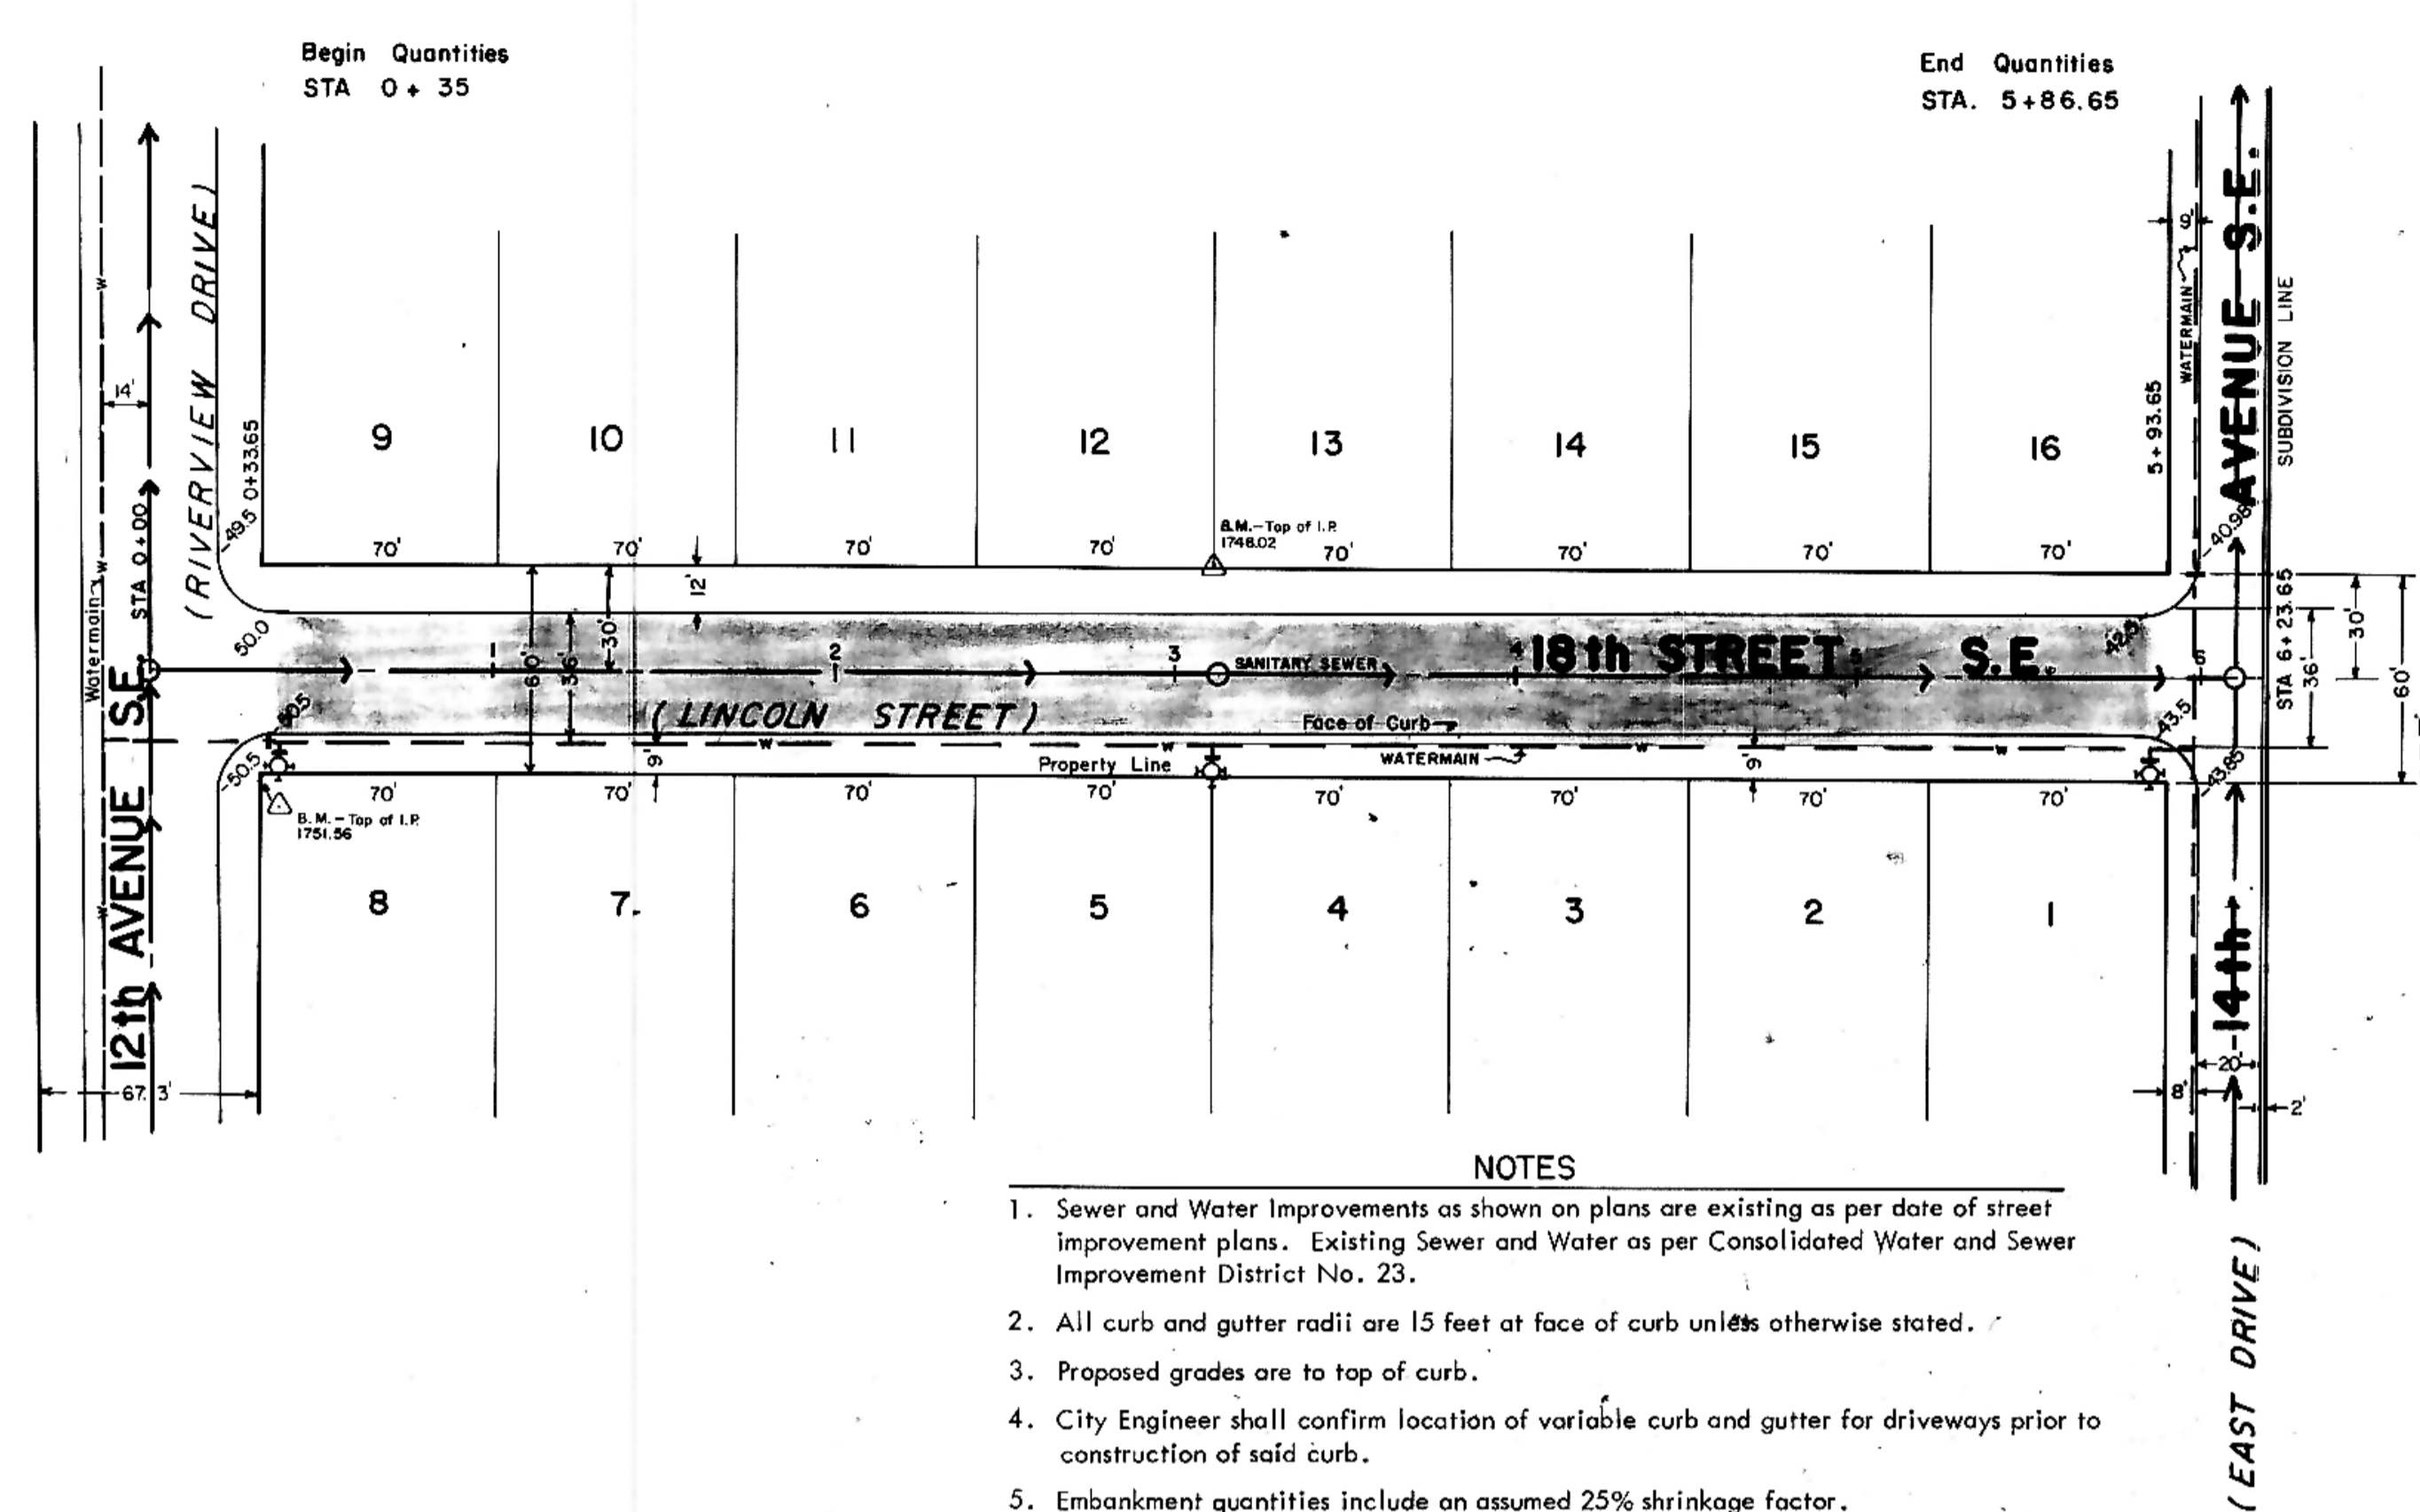 Begin Quantities
STA 0+ 35
End Quantities
STA. 5+86.65
(RIVERVIEW DRIVE)
14'
0+33.65
-49.5
STA 0+00
Watermain
W
12th AVENUE S.E.
67.3'
9 10 11 12 13 14 15 16
70' 70' 70' 70' 70' 70' 70' 70'
B.M.-Top of I.P.
1748.02
12'
50.0
60'
36'
30'
1 2 3 4 5 6
SANITARY SEWER
18th STREET S.E.
(LINCOLN STREET)
Face of Curb
50.5
-50.5
9'
Property Line
WATERMAIN
9'
43.5
-43.85
70' 70' 70' 70' 70' 70' 70' 70'
B.M.-Top of I.P.
1751.56
8 7 6 5 4 3 2 1
5+93.65
9'
WATERMAIN
14th AVENUE S.E.
SUBDIVISION LINE
-40.98
STA 6+23.65
30'
36'
60'
20'
8'
2'
(EAST DRIVE)
NOTES
1. Sewer and Water Improvements as shown on plans are existing as per date of street
improvement plans. Existing Sewer and Water as per Consolidated Water and Sewer
Improvement District No. 23.
2. All curb and gutter radii are 15 feet at face of curb unless otherwise stated.
3. Proposed grades are to top of curb.
4. City Engineer shall confirm location of variable curb and gutter for driveways prior to
construction of said curb.
5. Embankment quantities include an assumed 25% shrinkage factor.